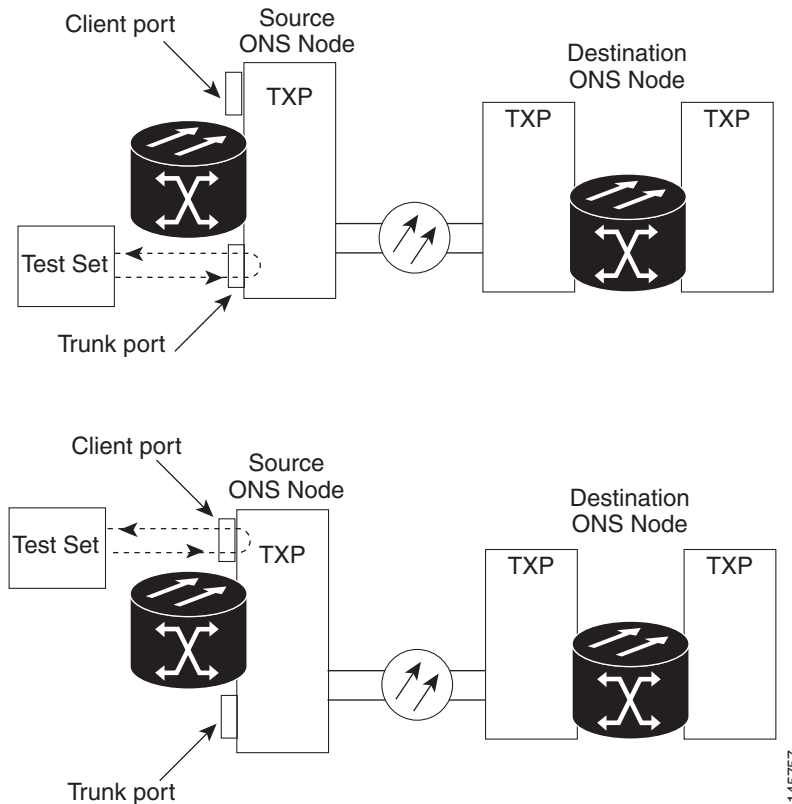 Client port
Source
ONS Node
TXP
Destination
ONS Node
TXP
TXP
Test Set
Trunk port
Client port
Source
ONS Node
Test Set
TXP
Destination
ONS Node
TXP
TXP
Trunk port
145757